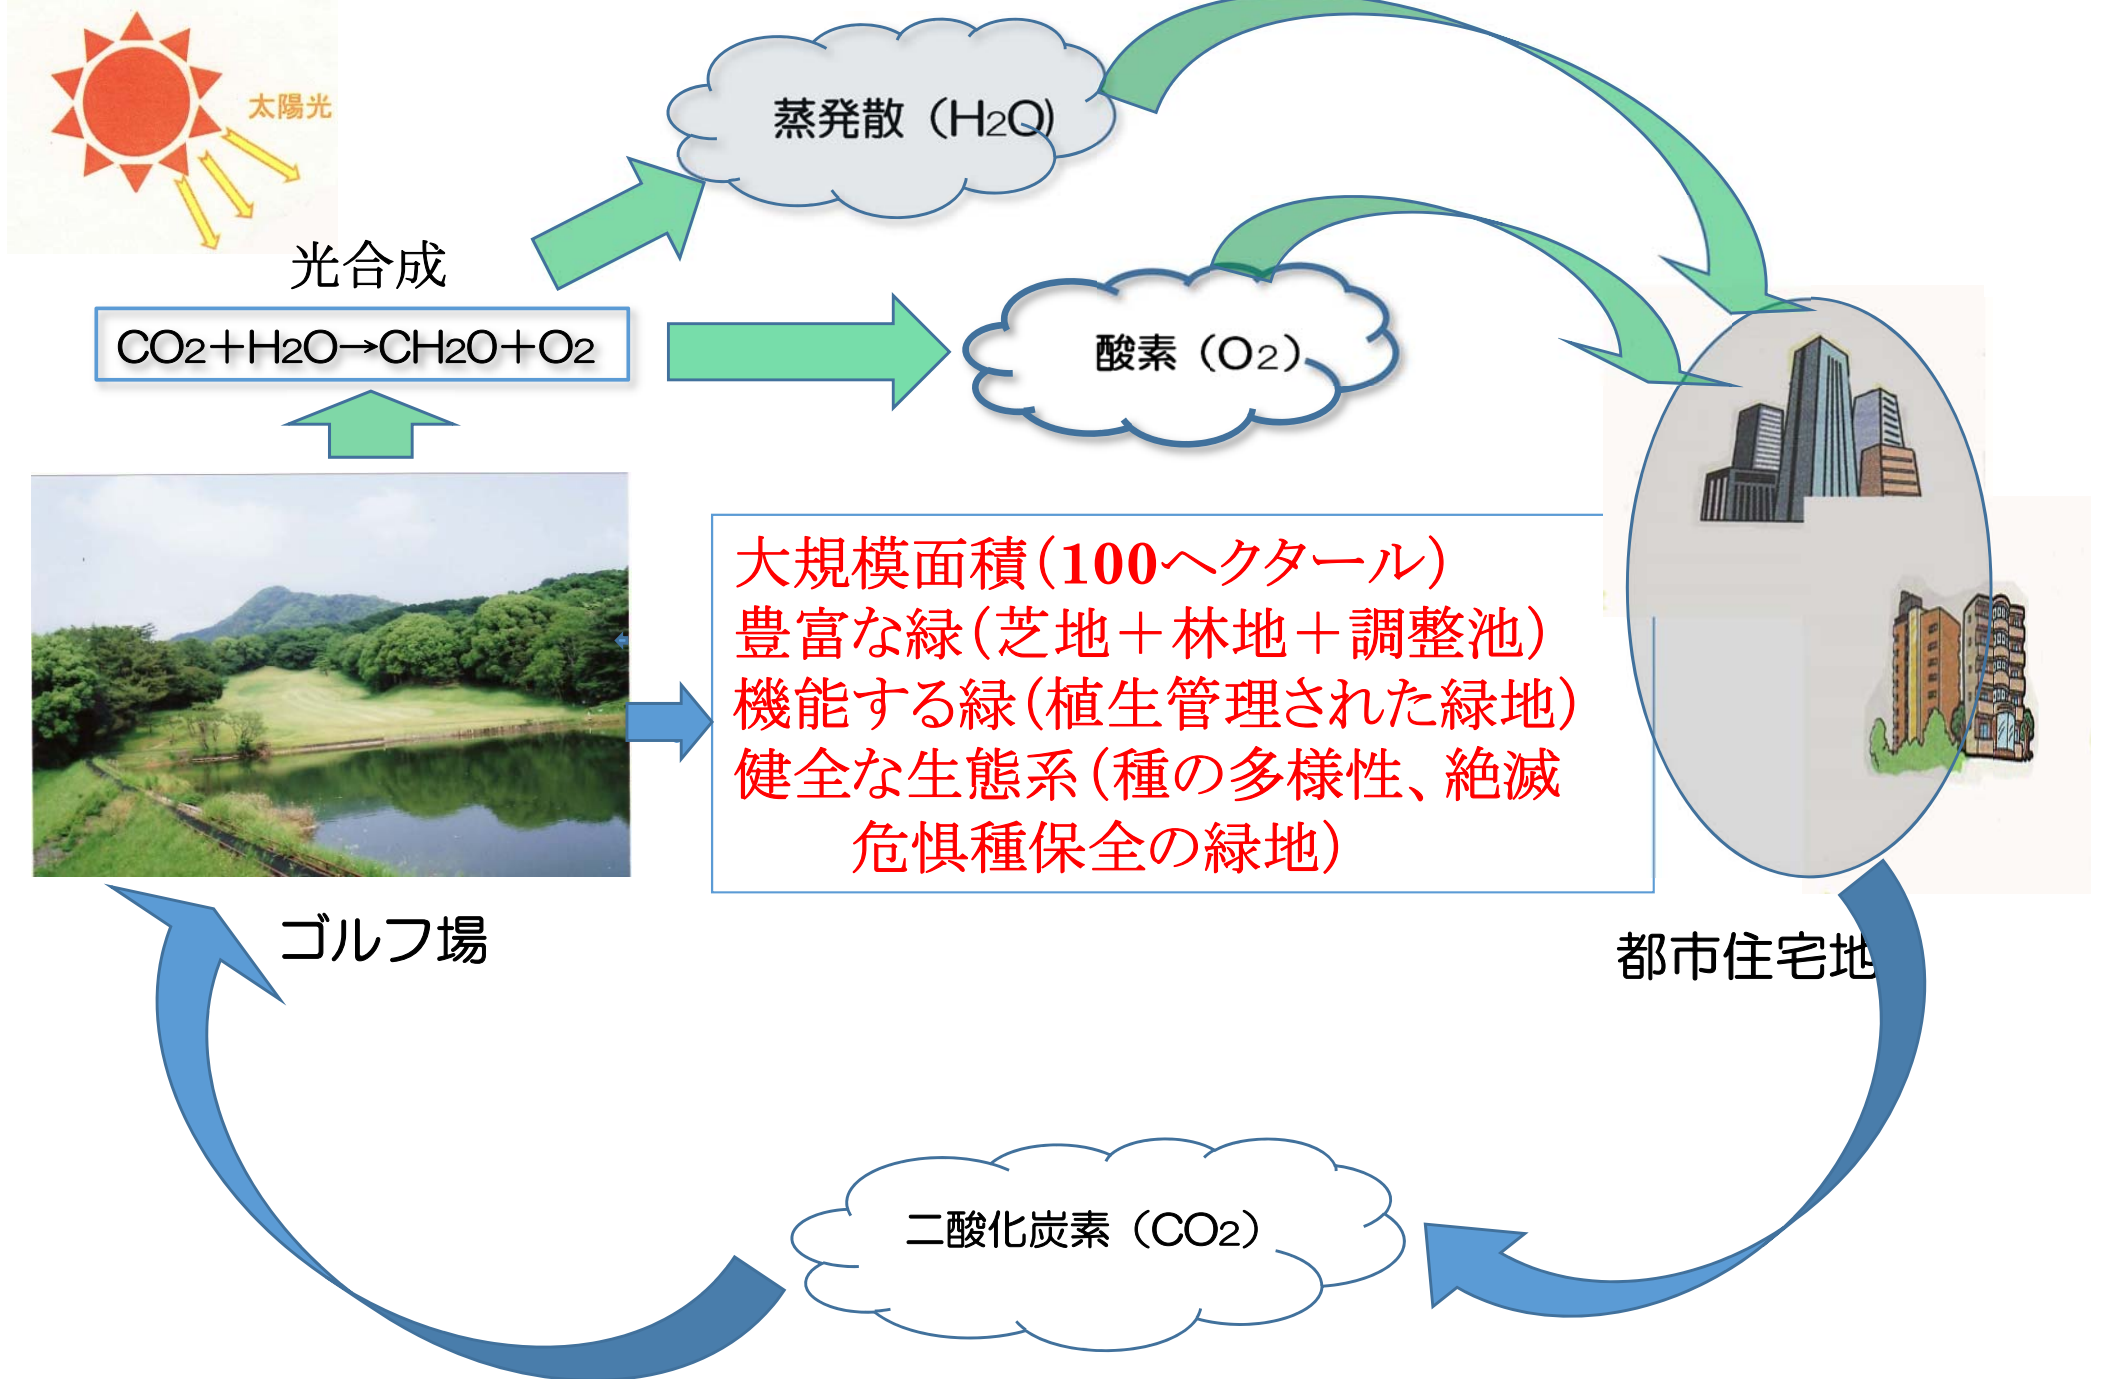 太陽光
蒸発散（H2O)
光合成
CO2＋H2O→CH2O＋O2
酸素（O2）
大規模面積（100ヘクタール）
豊富な緑（芝地＋林地＋調整池）
機能する緑（植生管理された緑地）
健全な生態系（種の多様性、絶滅
危惧種保全の緑地）
ゴルフ場
都市住宅地
二酸化炭素（CO2）